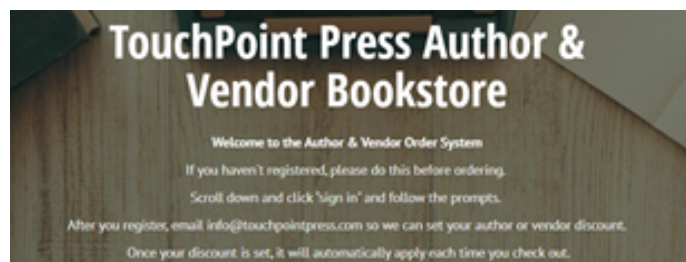 TouchPoint Press Author &
Vendor Bookstore
Welcome to the Author & Vendor Order System
If you haven't registered, please do this before ordering.
Scroll down and click "sign in" and follow the prompts.
After you register, email info@touchpointpress.com so we can set your author or vendor discount.
Once your discount is set, it will automatically apply each time you check out.